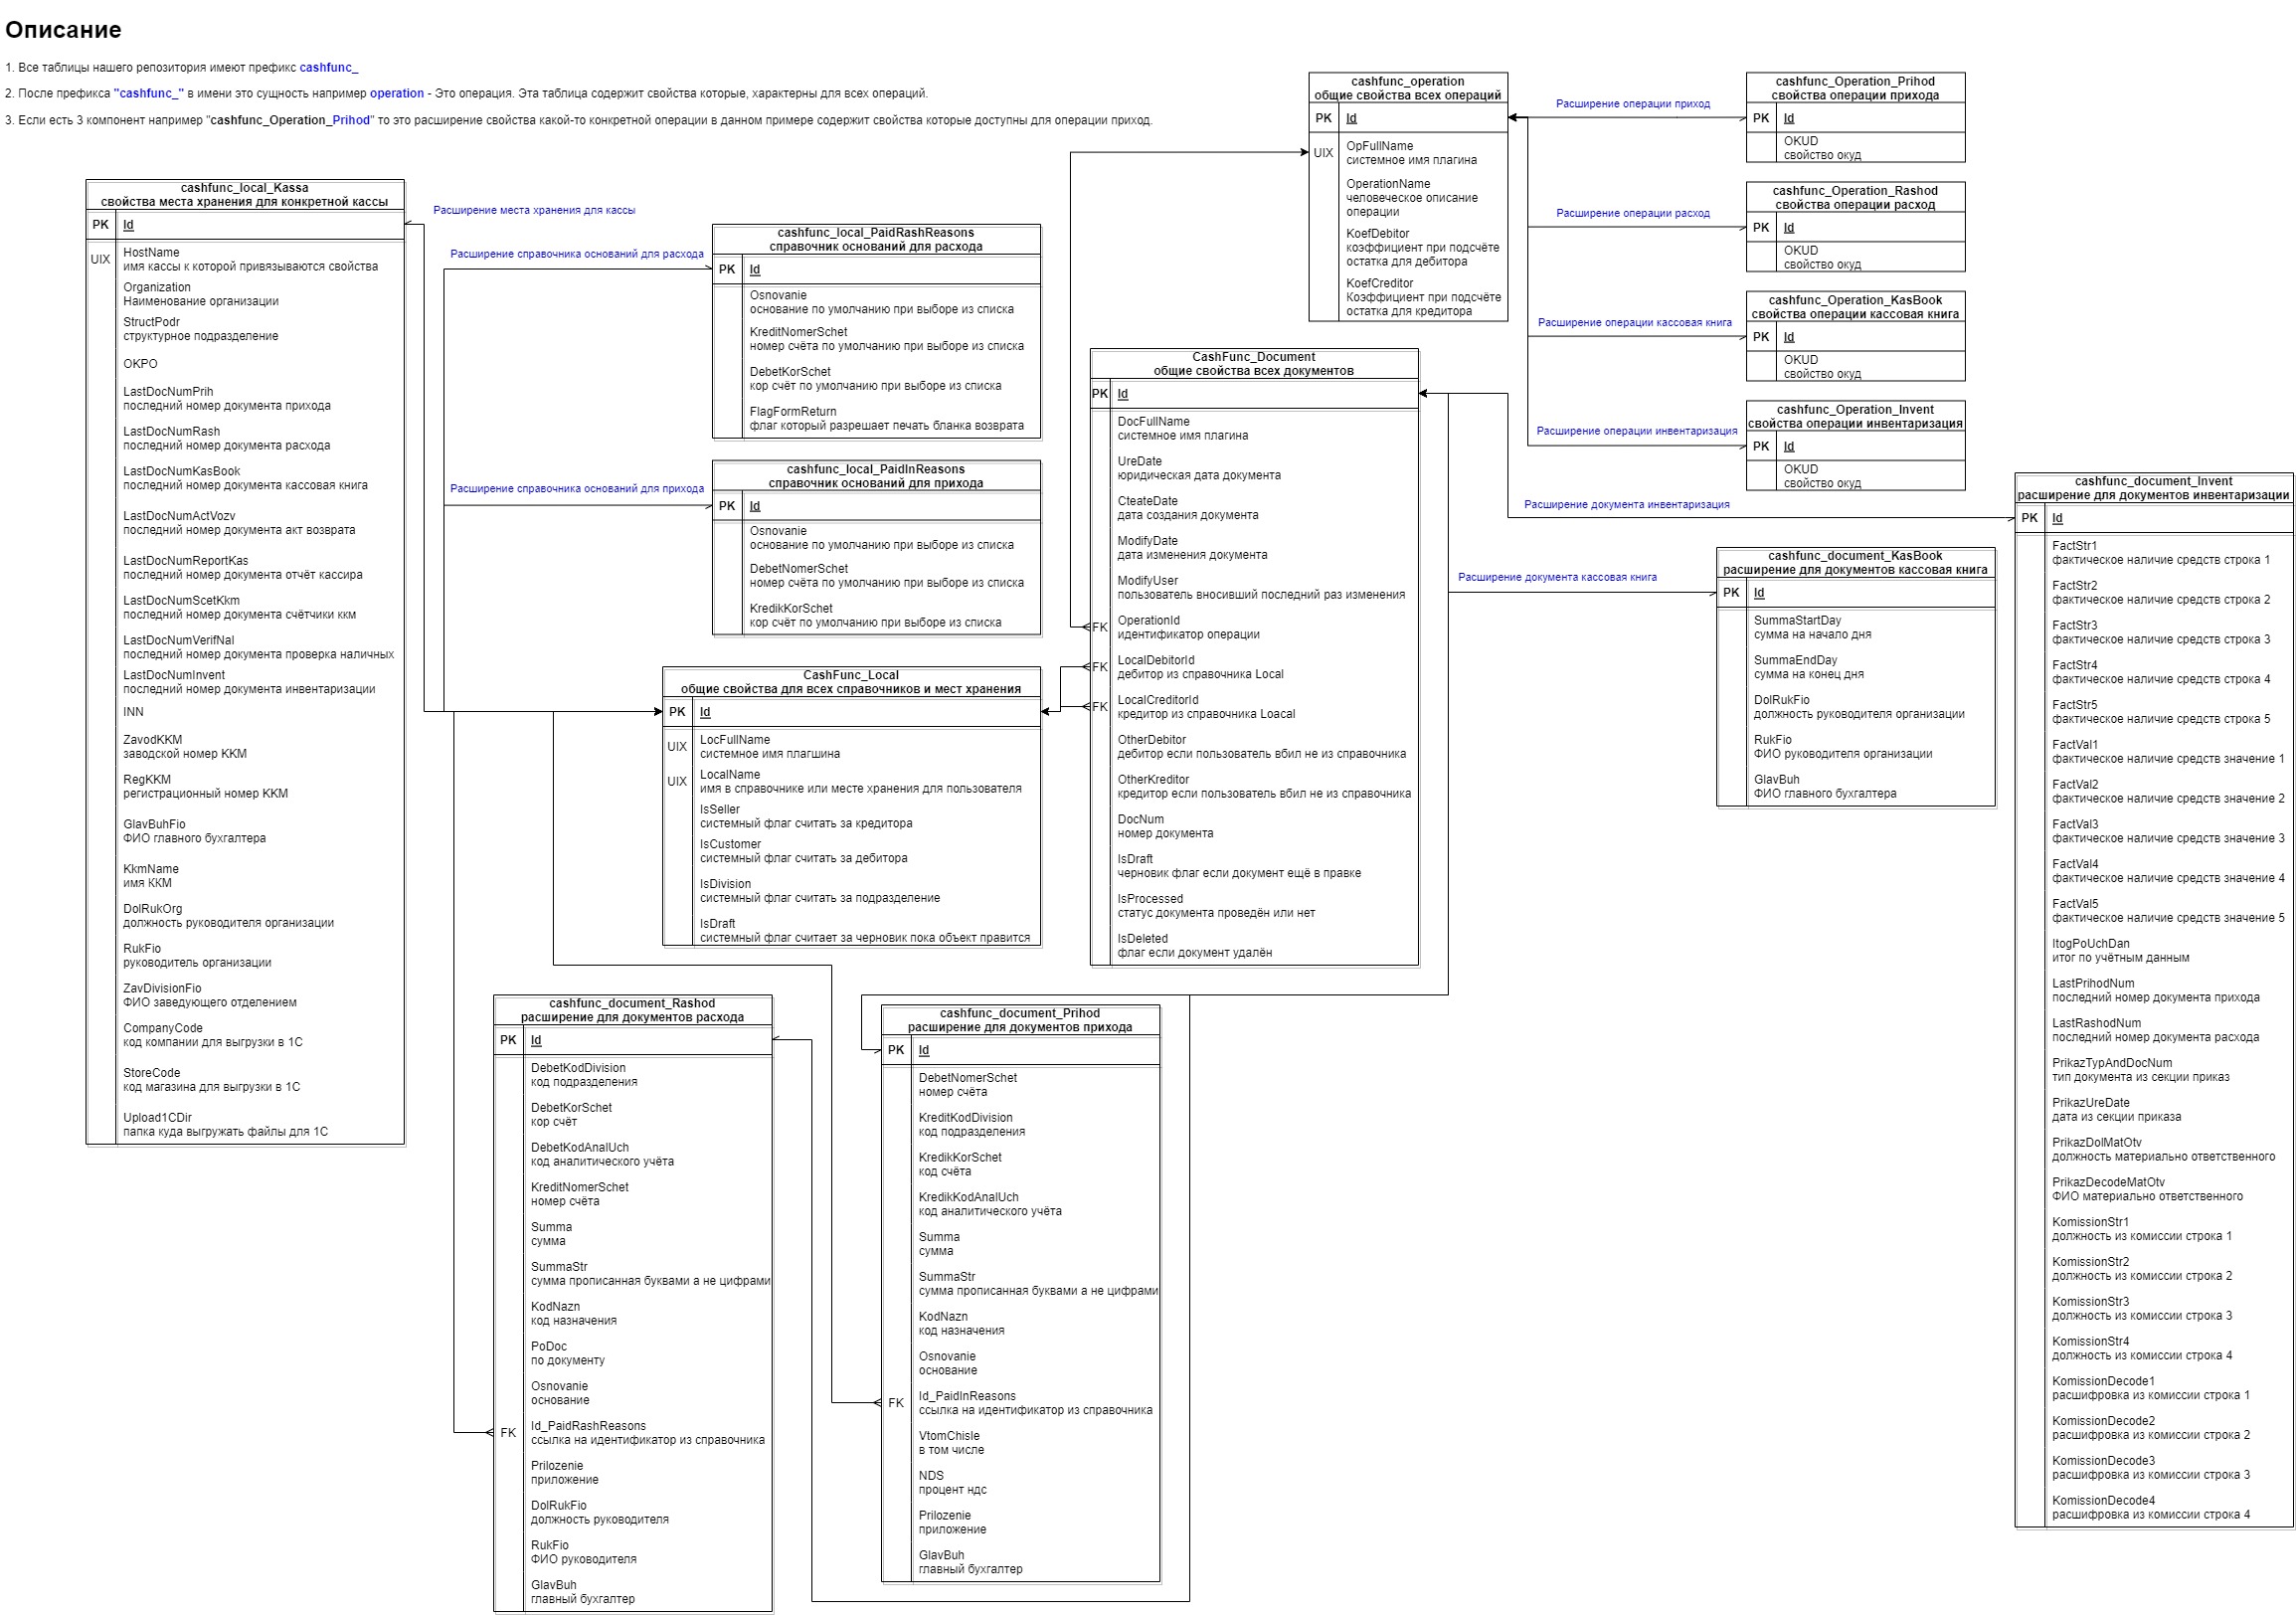 Описание
1. Все таблицы нашего репозитория имеют префикс cashfunc_
2. После префикса "cashfunc_" в имени это сущность например operation - Это операция. Эта таблица содержит свойства которые, характерны для всех операций.
3. Если есть 3 компонент например "cashfunc_Operation_Prihod" то это расширение свойства какой-то конкретной операции в данном примере содержит свойства которые доступны для операции приход.
cashfunc_local_Kassa
свойства места хранения для конкретной кассы
PK
Id
UIX
HostName
имя кассы к которой привязываются свойства
Organization
Наименование организации
StructPodr
структурное подразделение
OKPO
LastDocNumPrih
последний номер документа прихода
LastDocNumRash
последний номер документа расхода
LastDocNumKasBook
последний номер документа кассовая книга
LastDocNumActVozv
последний номер документа акт возврата
LastDocNumReportKas
последний номер документа отчёт кассира
LastDocNumScetKkm
последний номер документа счётчики ккм
LastDocNumVerifNal
последний номер документа проверка наличных
LastDocNumInvent
последний номер документа инвентаризации
INN
ZavodKKM
заводской номер ККМ
RegKKM
регистрационный номер ККМ
GlavBuhFio
ФИО главного бухгалтера
KkmName
имя ККМ
DolRukOrg
должность руководителя организации
RukFio
руководитель организации
ZavDivisionFio
ФИО заведующего отделением
CompanyCode
код компании для выгрузки в 1С
StoreCode
код магазина для выгрузки в 1С
Upload1CDir
папка куда выгружать файлы для 1С
Расширение места хранения для кассы
Расширение справочника оснований для расхода
Расширение справочника оснований для прихода
cashfunc_local_PaidRashReasons
справочник оснований для расхода
PK
Id
Osnovanie
основание по умолчанию при выборе из списка
KreditNomerSchet
номер счёта по умолчанию при выборе из списка
DebetKorSchet
кор счёт по умолчанию при выборе из списка
FlagFormReturn
флаг который разрешает печать бланка возврата
cashfunc_local_PaidInReasons
справочник оснований для прихода
PK
Id
Osnovanie
основание по умолчанию при выборе из списка
DebetNomerSchet
номер счёта по умолчанию при выборе из списка
KredikKorSchet
кор счёт по умолчанию при выборе из списка
CashFunc_Local
общие свойства для всех справочников и мест хранения
PK
Id
UIX
LocFullName
системное имя плагшина
UIX
LocalName
имя в справочнике или месте хранения для пользователя
IsSeller
системный флаг считать за кредитора
IsCustomer
системный флаг считать за дебитора
IsDivision
системный флаг считать за подразделение
IsDraft
системный флаг считает за черновик пока объект правится
cashfunc_operation
общие свойства всех операций
PK
Id
UIX
OpFullName
системное имя плагина
OperationName
человеческое описание
операции
KoefDebitor
коэффициент при подсчёте
остатка для дебитора
KoefCreditor
Коэффициент при подсчёте
остатка для кредитора
CashFunc_Document
общие свойства всех документов
PK
Id
DocFullName
системное имя плагина
UreDate
юридическая дата документа
CteateDate
дата создания документа
ModifyDate
дата изменения документа
ModifyUser
пользователь вносивший последний раз изменения
FK
OperationId
идентификатор операции
FK
LocalDebitorId
дебитор из справочника Local
FK
LocalCreditorId
кредитор из справочника Loacal
OtherDebitor
дебитор если пользователь вбил не из справочника
OtherKreditor
кредитор если пользователь вбил не из справочника
DocNum
номер документа
IsDraft
черновик флаг если документ ещё в правке
IsProcessed
статус документа проведён или нет
IsDeleted
флаг если документ удалён
Расширение операции приход
Расширение операции расход
Расширение операции кассовая книга
Расширение операции инвентаризация
Расширение документа инвентаризация
Расширение документа кассовая книга
cashfunc_Operation_Prihod
свойства операции прихода
PK
Id
OKUD
свойство окуд
cashfunc_Operation_Rashod
свойства операции расход
PK
Id
OKUD
свойство окуд
cashfunc_Operation_KasBook
свойства операции кассовая книга
PK
Id
OKUD
свойство окуд
cashfunc_Operation_Invent
свойства операции инвентаризация
PK
Id
OKUD
свойство окуд
cashfunc_document_KasBook
расширение для документов кассовая книга
PK
Id
SummaStartDay
сумма на начало дня
SummaEndDay
сумма на конец дня
DolRukFio
должность руководителя организации
RukFio
ФИО руководителя организации
GlavBuh
ФИО главного бухгалтера
cashfunc_document_Invent
расширение для документов инвентаризации
PK
Id
FactStr1
фактическое наличие средств строка 1
FactStr2
фактическое наличие средств строка 2
FactStr3
фактическое наличие средств строка 3
FactStr4
фактическое наличие средств строка 4
FactStr5
фактическое наличие средств строка 5
FactVal1
фактическое наличие средств значение 1
FactVal2
фактическое наличие средств значение 2
FactVal3
фактическое наличие средств значение 3
FactVal4
фактическое наличие средств значение 4
FactVal5
фактическое наличие средств значение 5
ItogPoUchDan
итог по учётным данным
LastPrihodNum
последний номер документа прихода
LastRashodNum
последний номер документа расхода
PrikazTypAndDocNum
тип документа из секции приказ
PrikazUreDate
дата из секции приказа
PrikazDolMatOtv
должность материально ответственного
PrikazDecodeMatOtv
ФИО материально ответственного
KomissionStr1
должность из комиссии строка 1
KomissionStr2
должность из комиссии строка 2
KomissionStr3
должность из комиссии строка 3
KomissionStr4
должность из комиссии строка 4
KomissionDecode1
расшифровка из комиссии строка 1
KomissionDecode2
расшифровка из комиссии строка 2
KomissionDecode3
расшифровка из комиссии строка 3
KomissionDecode4
расшифровка из комиссии строка 4
cashfunc_document_Rashod
расширение для документов расхода
PK
Id
DebetKodDivision
код подразделения
DebetKorSchet
кор счёт
DebetKodAnalUch
код аналитического учёта
KreditNomerSchet
номер счёта
Summa
сумма
SummaStr
сумма прописанная буквами а не цифрами
KodNazn
код назначения
PoDoc
по документу
Osnovanie
основание
FK
Id_PaidRashReasons
ссылка на идентификатор из справочника
Prilozenie
приложение
DolRukFio
должность руководителя
RukFio
ФИО руководителя
GlavBuh
главный бухгалтер
cashfunc_document_Prihod
расширение для документов прихода
PK
Id
DebetNomerSchet
номер счёта
KreditKodDivision
код подразделения
KredikKorSchet
код счёта
KredikKodAnalUch
код аналитического учёта
Summa
сумма
SummaStr
сумма прописанная буквами а не цифрами
KodNazn
код назначения
Osnovanie
основание
FK
Id_PaidInReasons
ссылка на идентификатор из справочника
VtomChisle
в том числе
NDS
процент ндс
Prilozenie
приложение
GlavBuh
главный бухгалтер